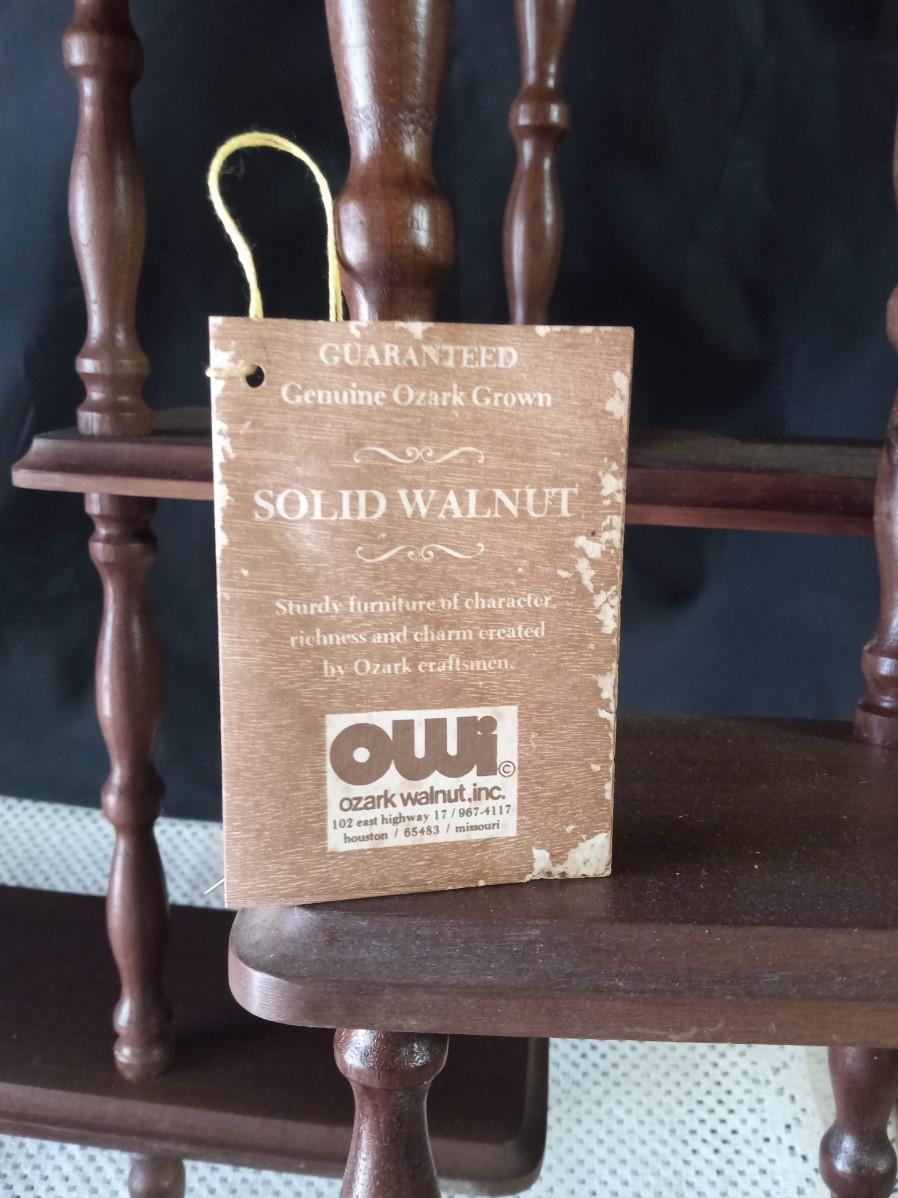 GUARANTEED
Genuine Ozark Grown
SOLID WALNUT
Sturdy furniture of character,
richness and charm created
by Ozark craftsmen.
owi ©
ozark walnut, inc.
102 east highway 17 / 967-4117
houston / 65483 / missouri